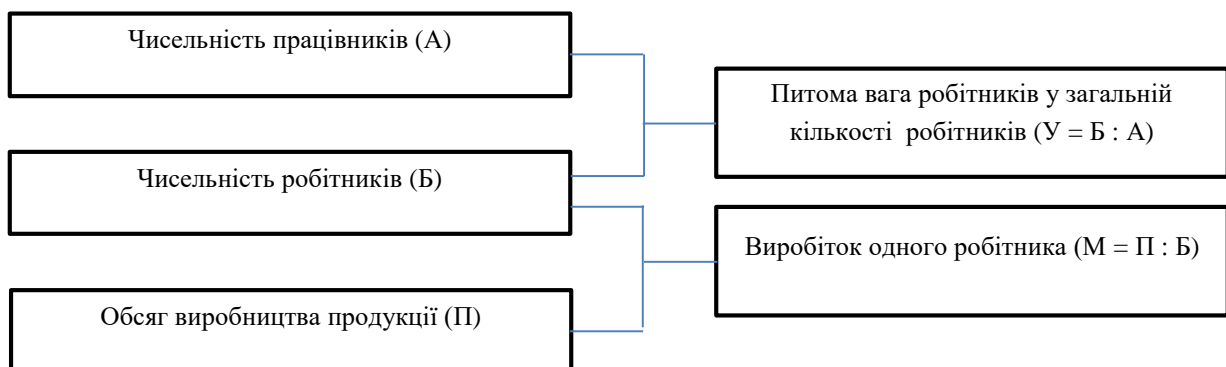 Чисельність працівників (А)
Питома вага робітників у загальній
кількості робітників (У = Б : А)
Чисельність робітників (Б)
Виробіток одного робітника (М = П : Б)
Обсяг виробництва продукції (П)